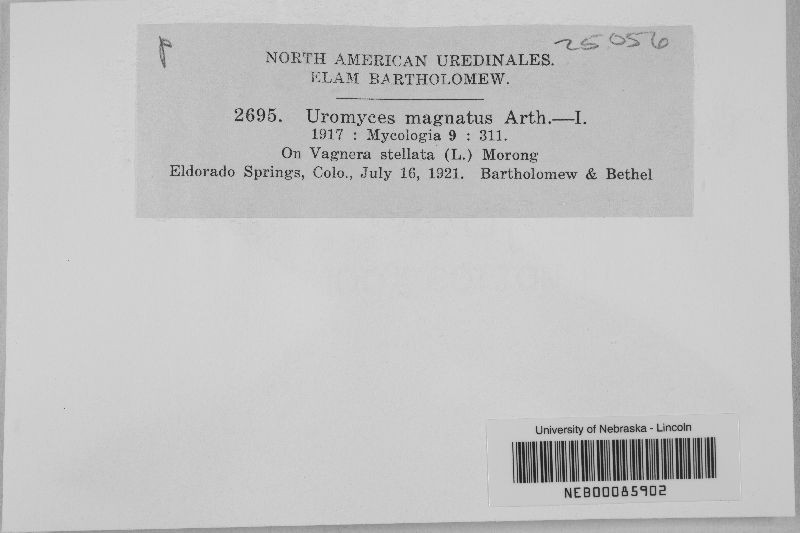 P
25056
NORTH AMERICAN UREDINALES.
ELAM BARTHOLOMEW.
2695. Uromyces magnatus Arth.—I.
1917 : Mycologia 9 : 311.
On Vagnera stellata (L.) Morong
Eldorado Springs, Colo., July 16, 1921. Bartholomew & Bethel
University of Nebraska - Lincoln
NEB00085902